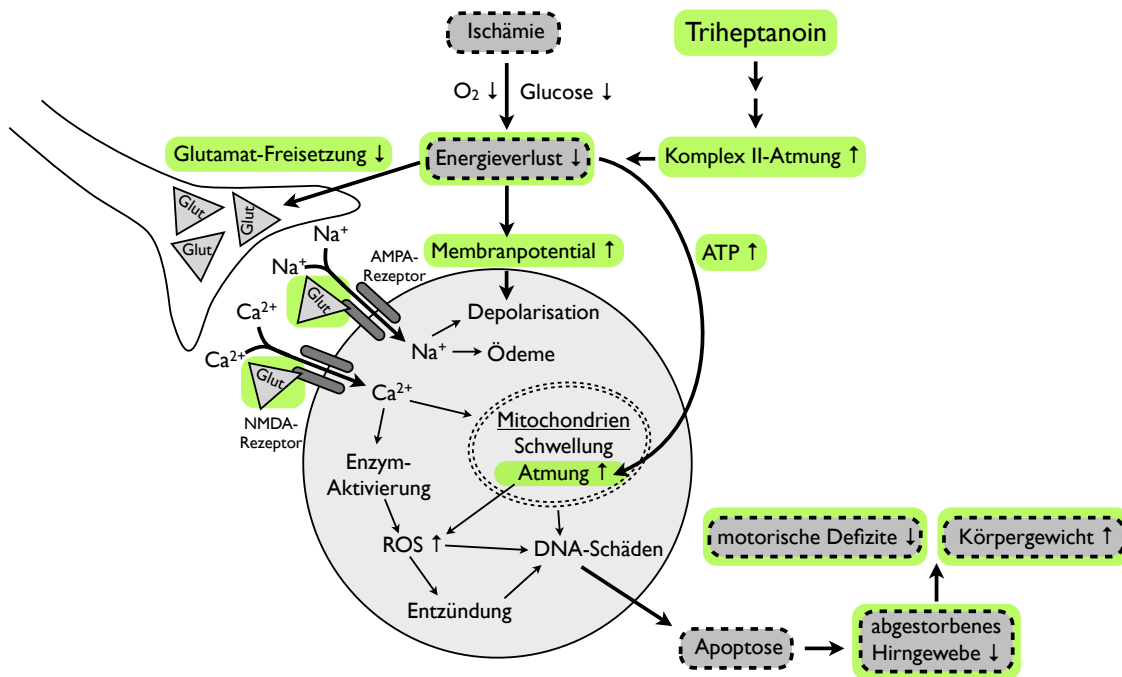 Ischämie
Triheptanoin
O₂ ↓ Glucose ↓
Glutamat-Freisetzung ↓
Energieverlust ↓
Komplex II-Atmung ↑
Glut.
Glut.
Glut.
Na⁺
Na⁺
AMPA-
Rezeptor
Membranpotential ↑
ATP ↑
Glut.
Depolarisation
Na⁺
Ödeme
Ca²⁺
Ca²⁺
Glut.
NMDA-
Rezeptor
Ca²⁺
Mitochondrien
Schwellung
Atmung ↑
Enzym-
Aktivierung
ROS ↑
DNA-Schäden
Entzündung
motorische Defizite ↓
Körpergewicht ↑
Apoptose
abgestorbenes
Hirngewebe ↓